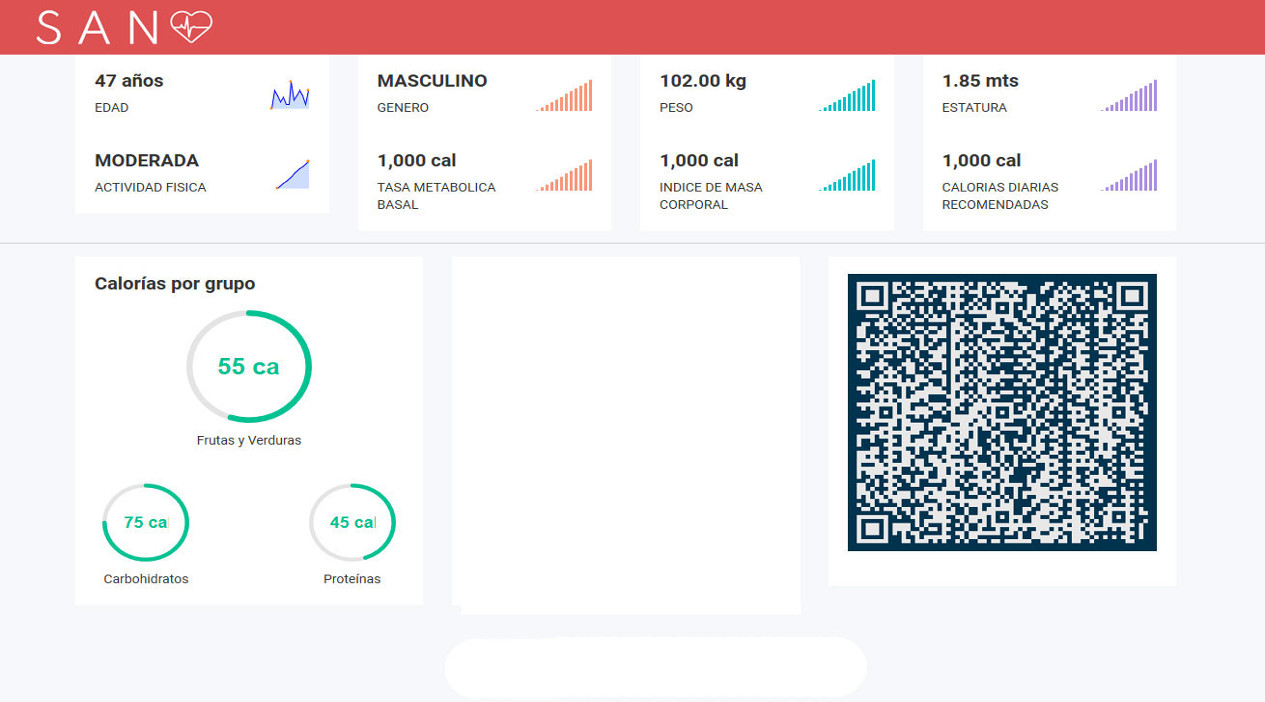 SAN
47 años
EDAD
MASCULINO
GENERO
102.00 kg
PESO
1.85 mts
ESTATURA
MODERADA
ACTIVIDAD FISICA
1,000 cal
TASA METABOLICA
BASAL
1,000 cal
INDICE DE MASA
CORPORAL
1,000 cal
CALORIAS DIARIAS
RECOMENDADAS
Calorías por grupo
55 ca
Frutas y Verduras
75 cal
Carbohidratos
45 cal
Proteínas